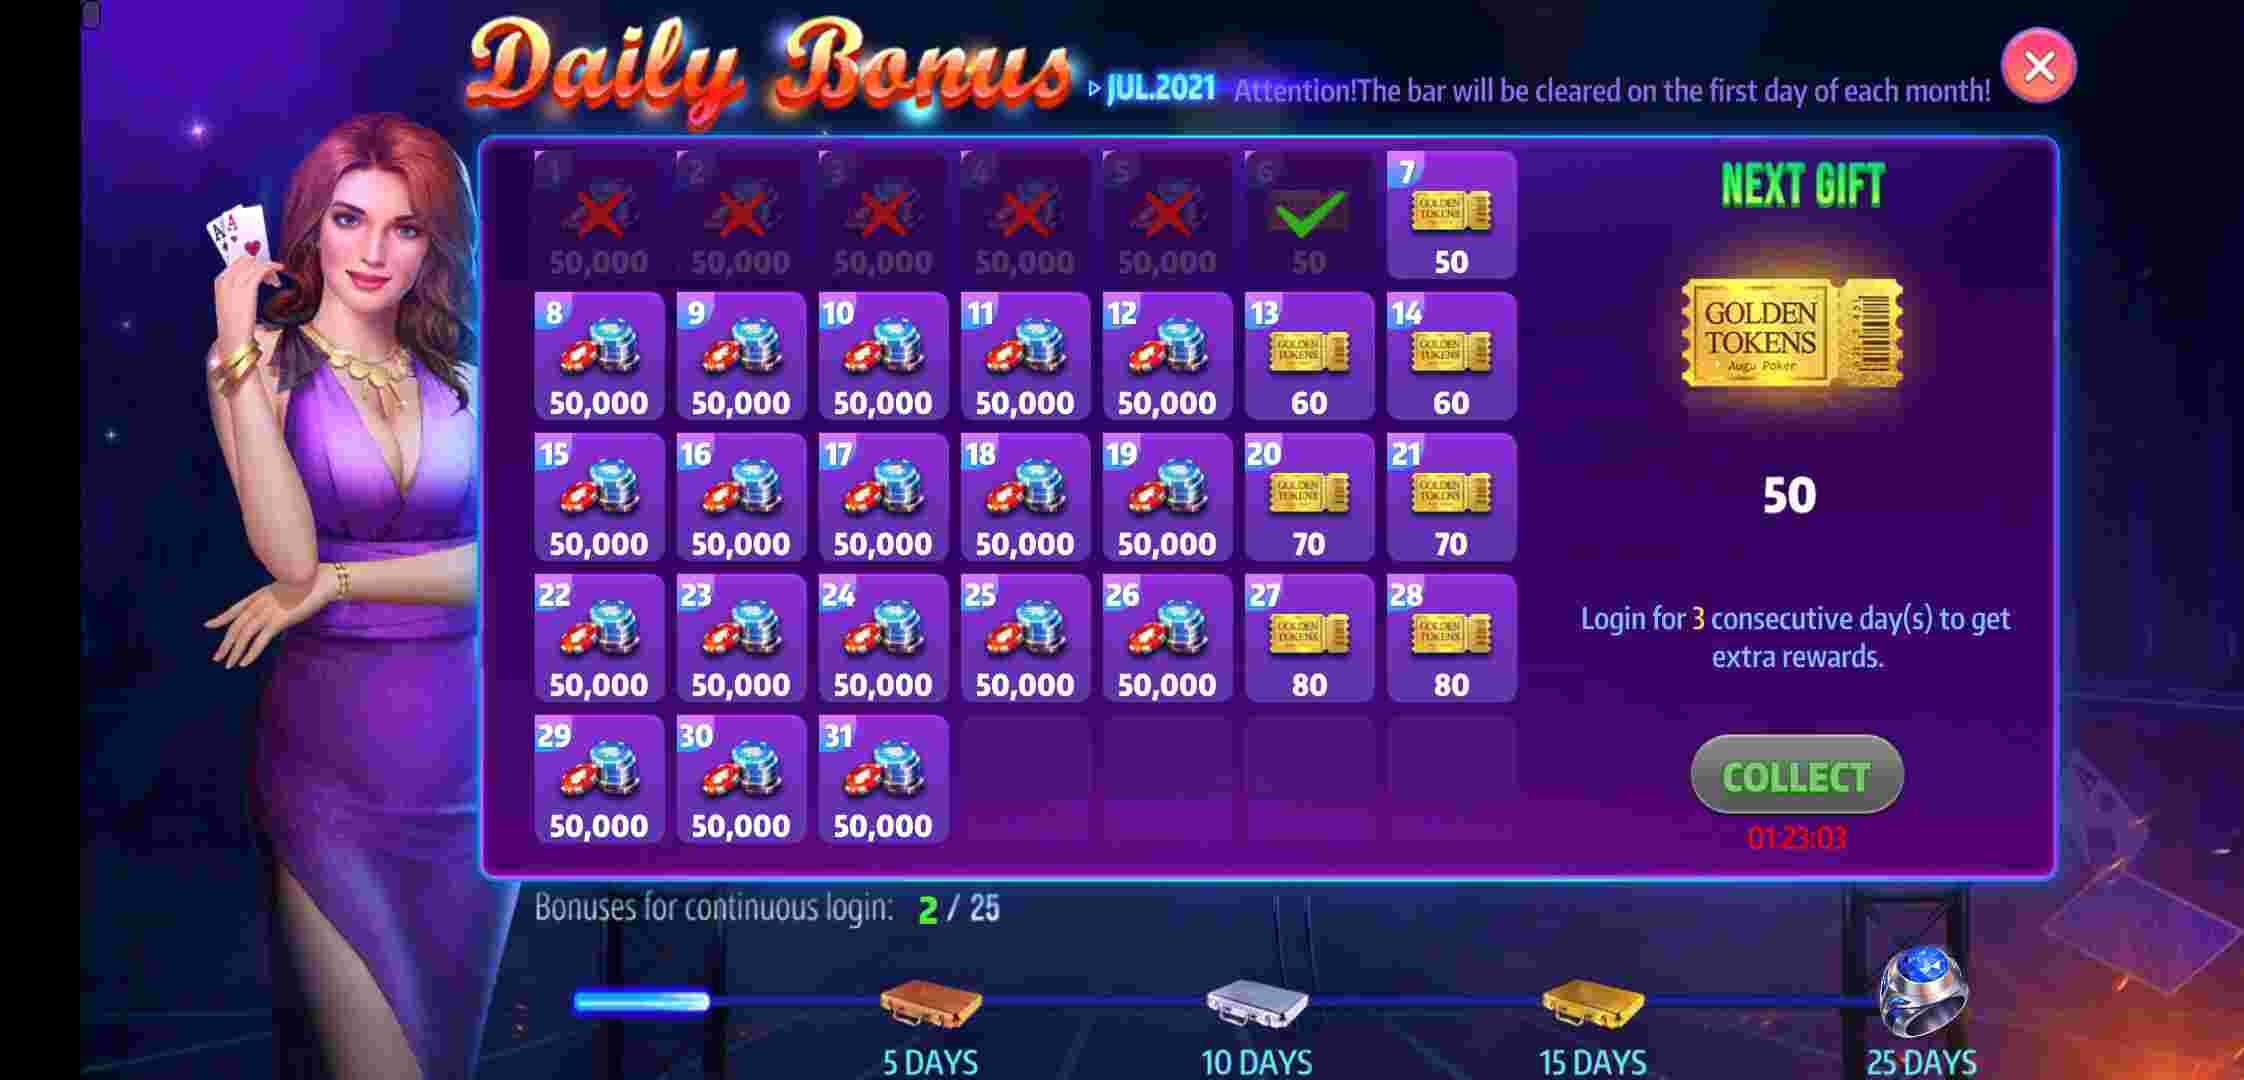 Daily Bonus
JUL.2021 Attention!The bar will be cleared on the first day of each month!
1 2 3 4 5 6 7
50,000 50,000 50,000 50,000 50,000 50 50
8 9 10 11 12 13 14
50,000 50,000 50,000 50,000 50,000 60 60
15 16 17 18 19 20 21
50,000 50,000 50,000 50,000 50,000 70 70
22 23 24 25 26 27 28
50,000 50,000 50,000 50,000 50,000 80 80
29 30 31
50,000 50,000 50,000
NEXT GIFT
GOLDEN
TOKENS
Augu Poker
50
Login for 3 consecutive day(s) to get
extra rewards.
COLLECT
01:23:03
Bonuses for continuous login: 2 / 25
5 DAYS 10 DAYS 15 DAYS 25 DAYS